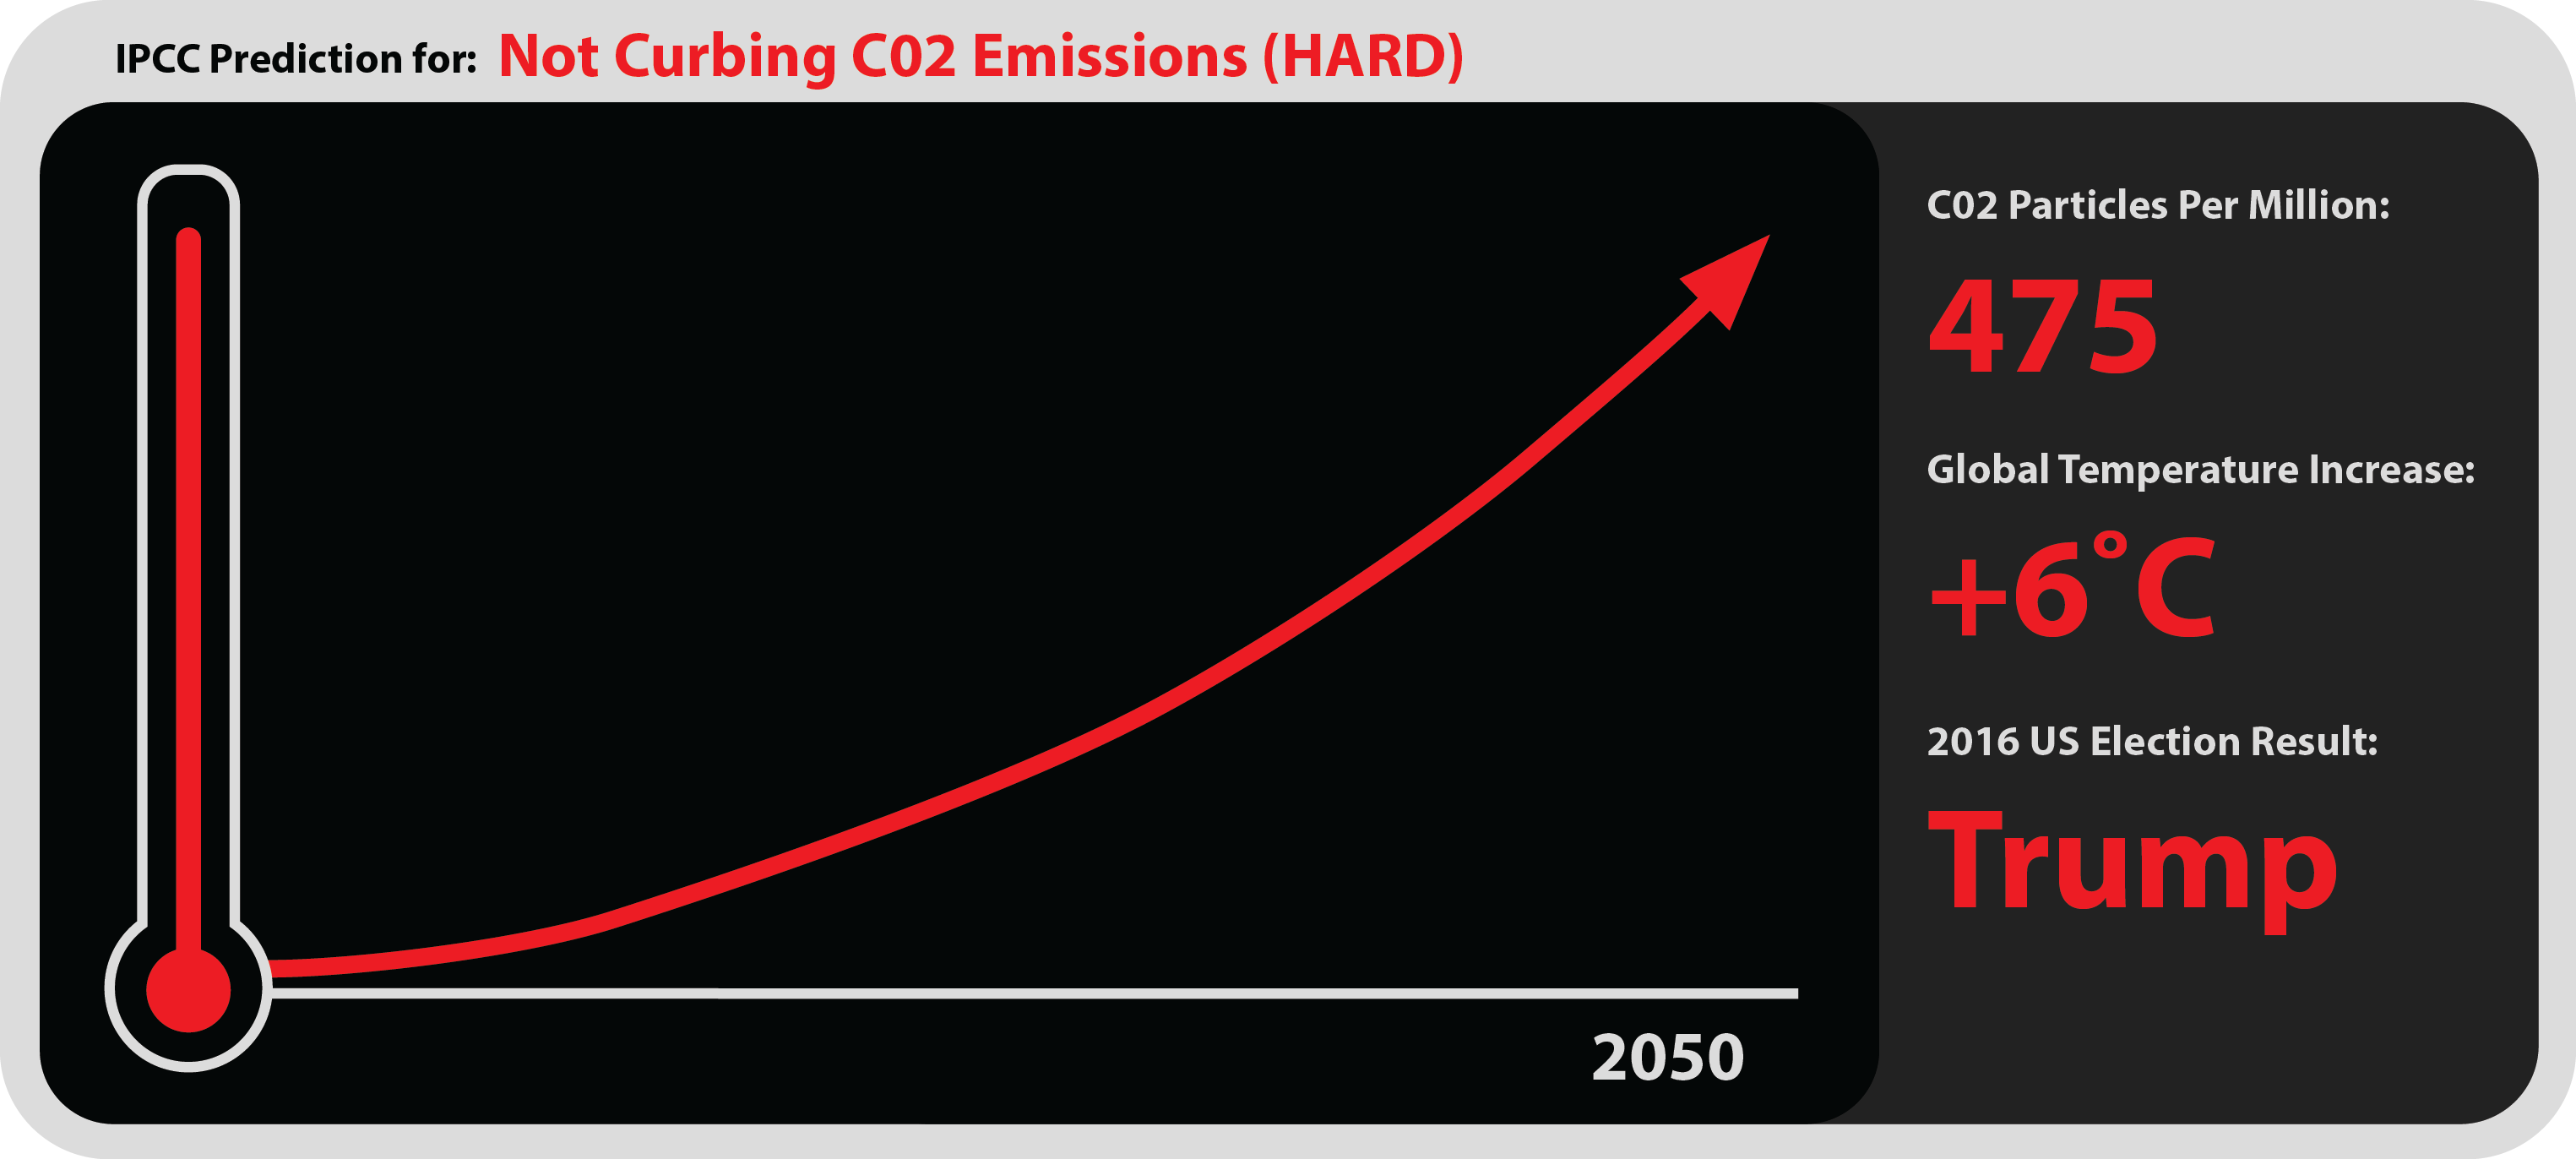 IPCC Prediction for: Not Curbing C02 Emissions (HARD)
C02 Particles Per Million:
475
Global Temperature Increase:
+6°C
2016 US Election Result:
Trump
2050